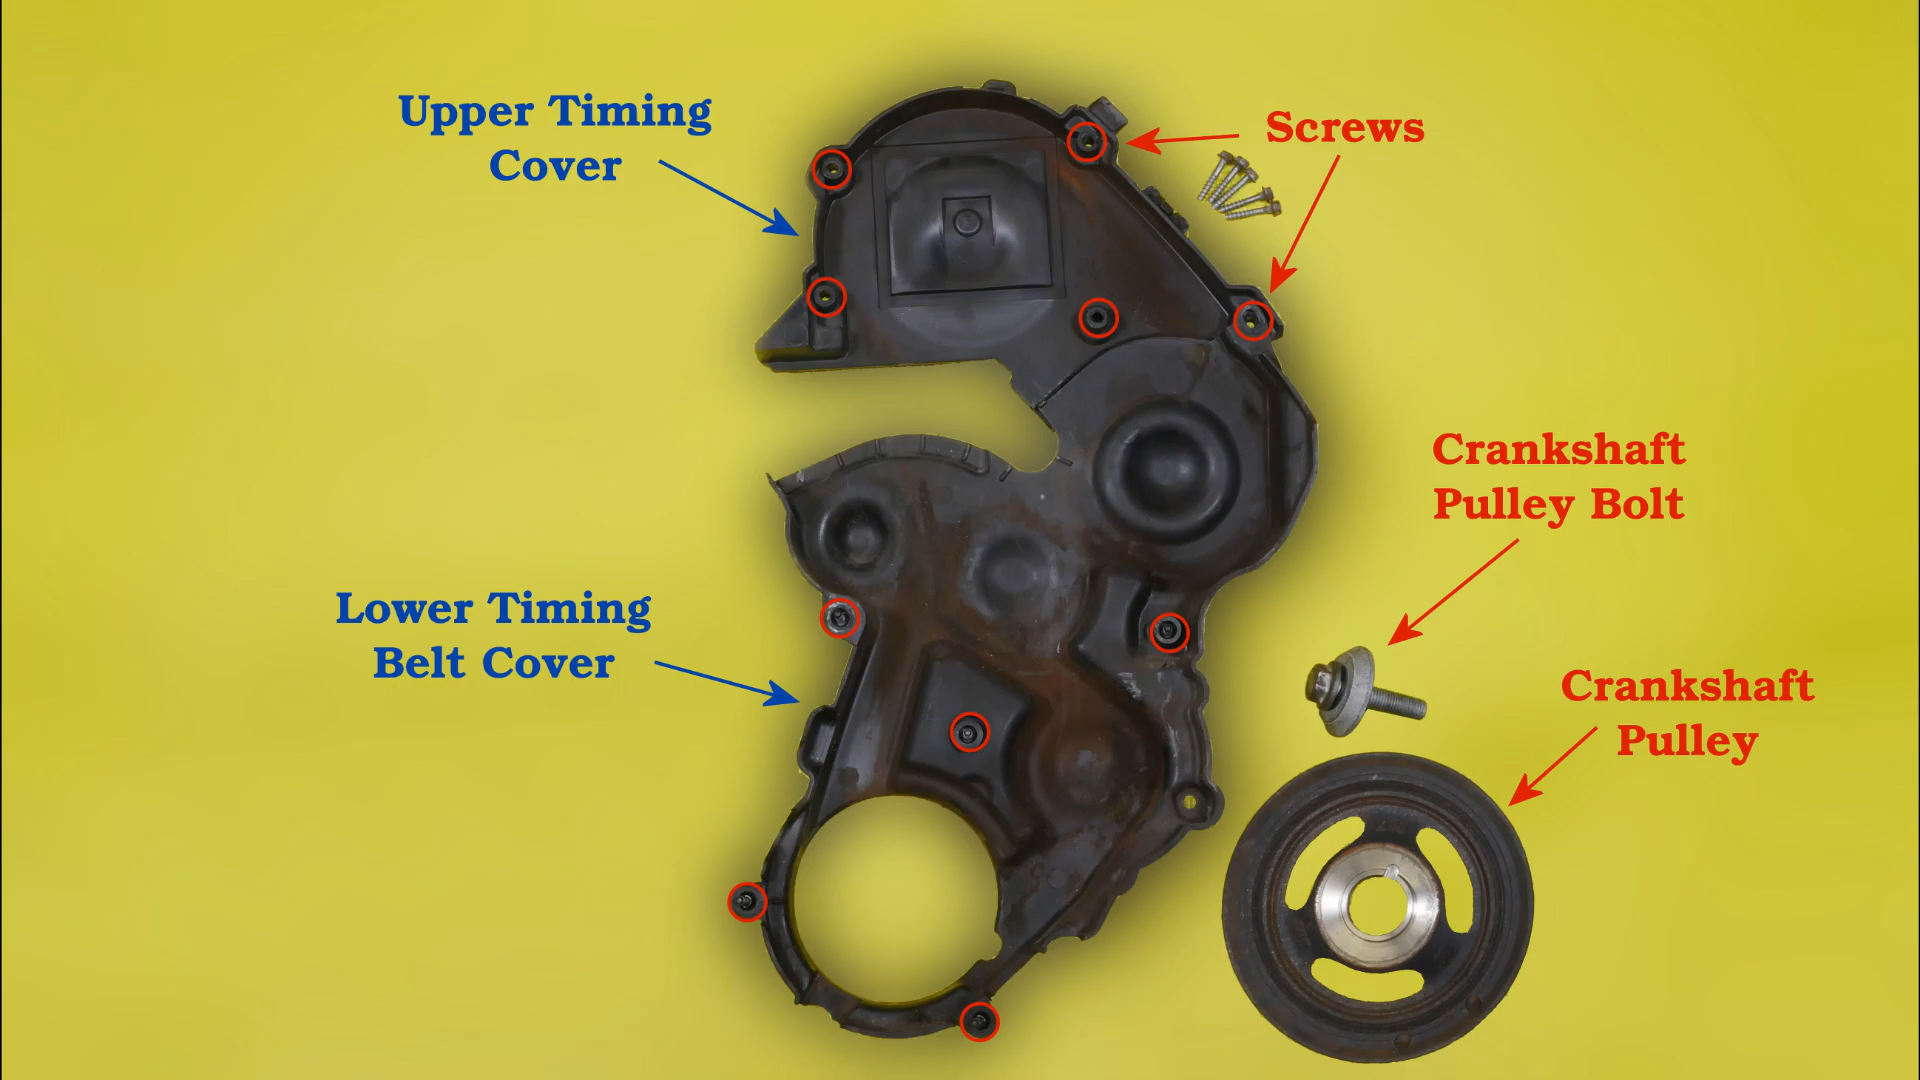 Upper Timing
Cover
Screws
Crankshaft
Pulley Bolt
Lower Timing
Belt Cover
Crankshaft
Pulley